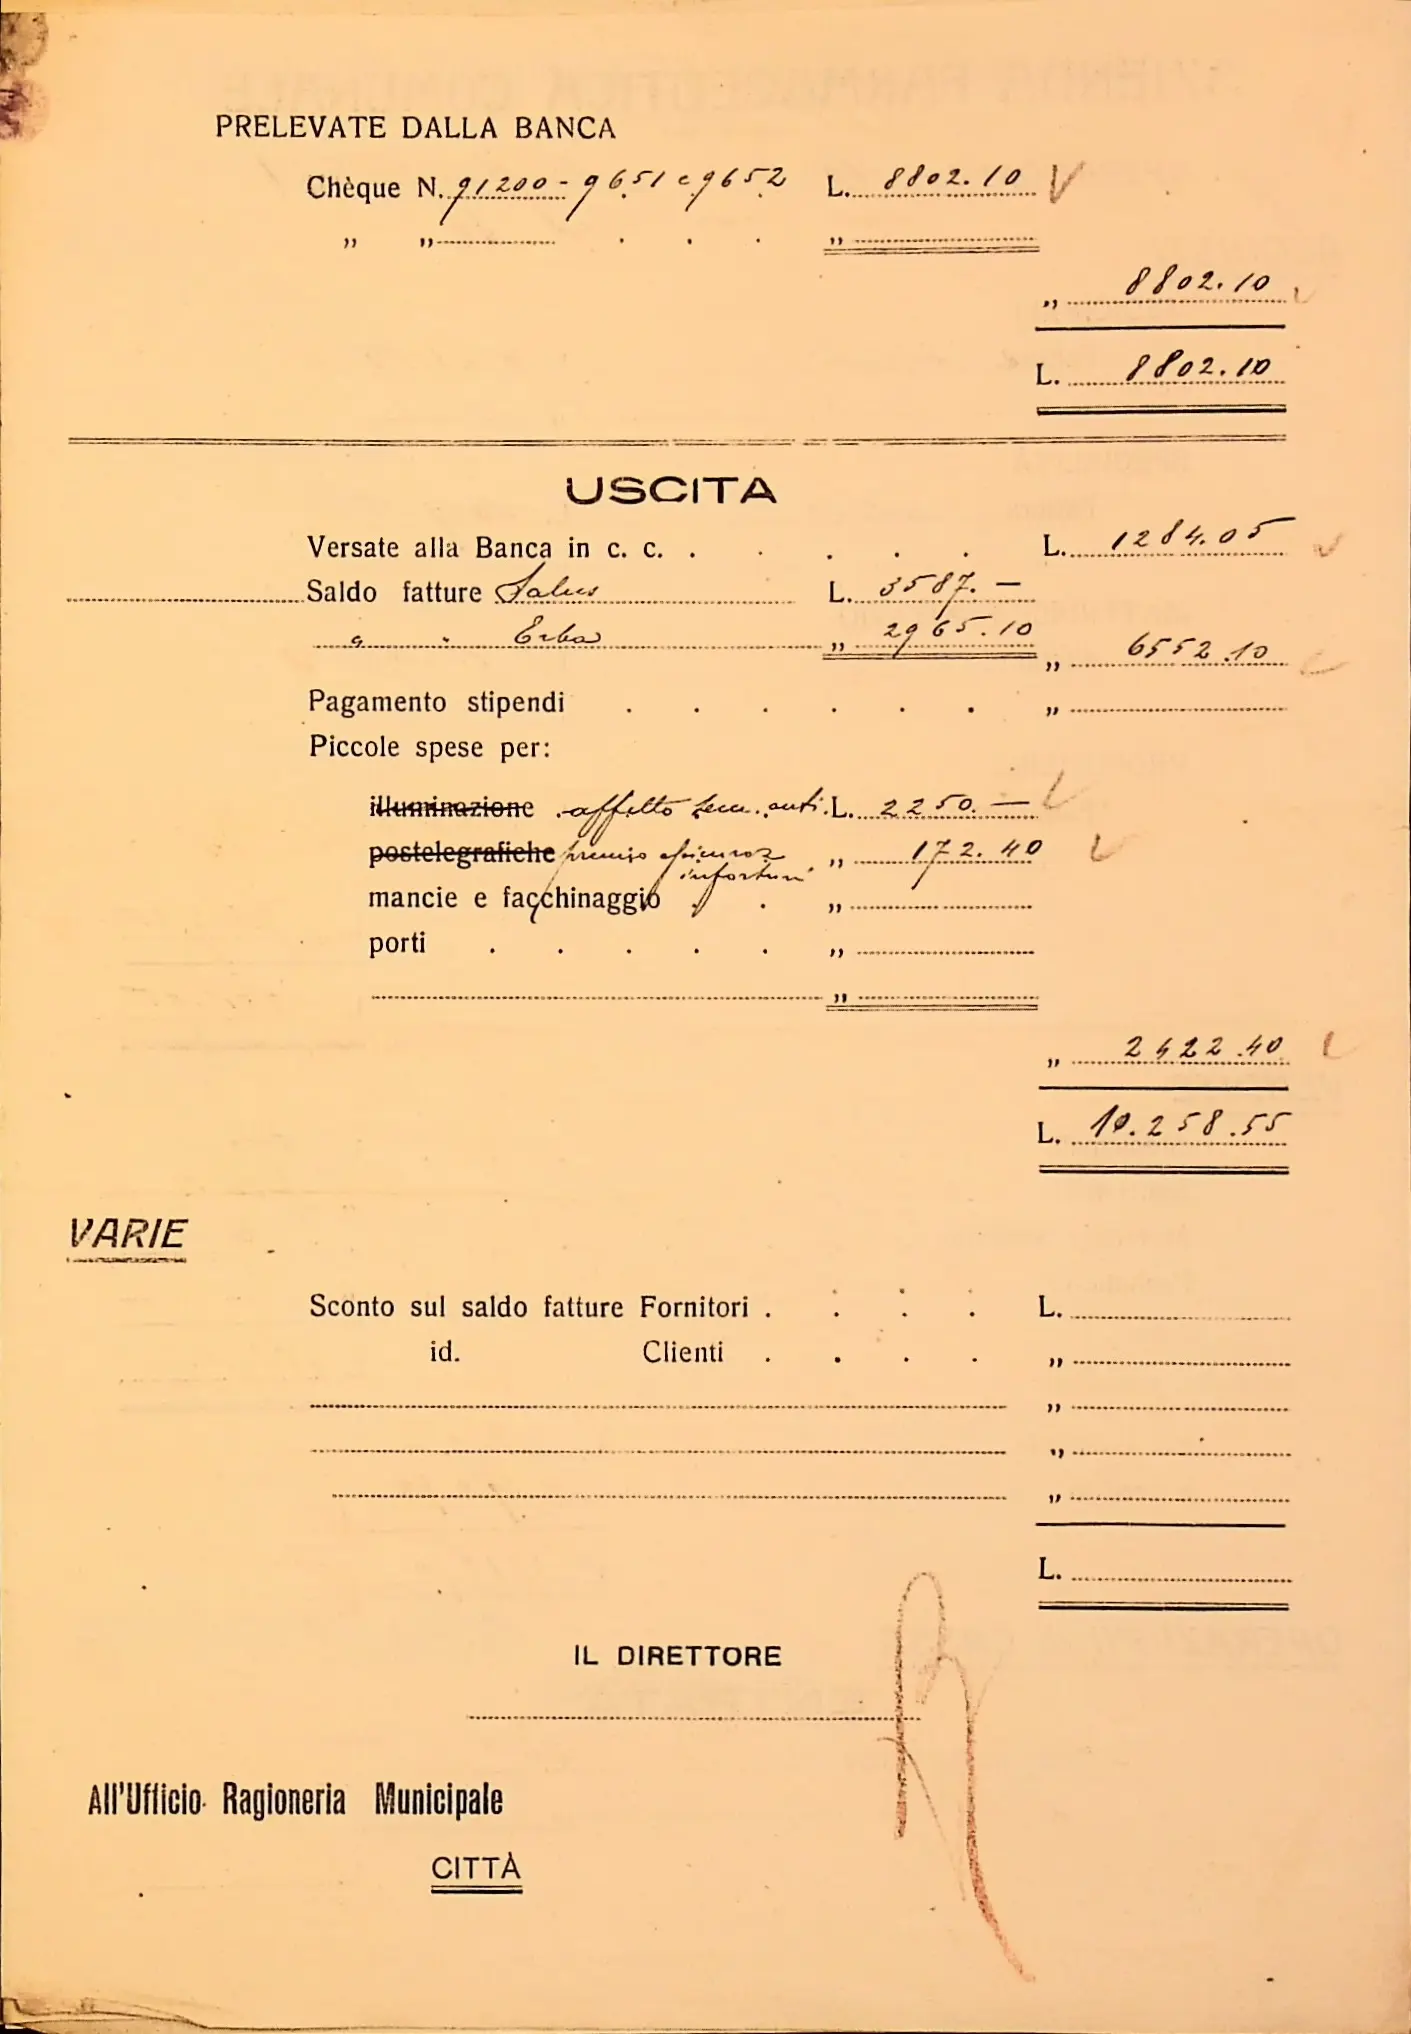 PRELEVATE DALLA BANCA
Chèque N. 91200 - 9651 e 9652 L. 8802.10
" " . . . "
" 8802.10
L. 8802.10
USCITA
Versate alla Banca in c. c. . . . . . L. 1284.05
Saldo fatture Salus L. 3587. —
" " Erba " 2965.10
" 6552.10
Pagamento stipendi . . . . . . "
Piccole spese per:
illuminazione affitto sem. anti. L. 2250. —
postelegrafiche premio infortuni " 172.40
mancie e facchinaggio . . "
porti . . . . . "
"
" 2422.40
L. 10.258.55
VARIE
Sconto sul saldo fatture Fornitori . . . . L.
id. Clienti . . . . "
"
"
"
L.
IL DIRETTORE
All'Ufficio Ragioneria Municipale
CITTÀ